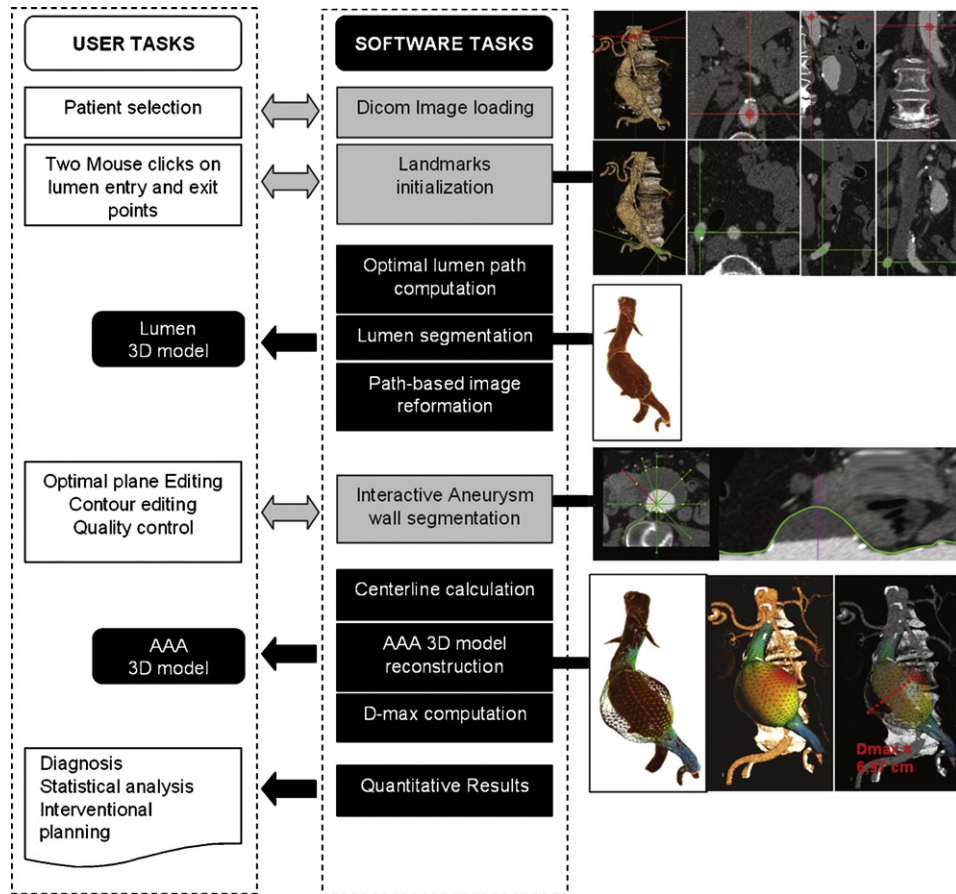 USER TASKS
SOFTWARE TASKS
Patient selection
Dicom Image loading
Two Mouse clicks on
lumen entry and exit
points
Landmarks
initialization
Optimal lumen path
computation
Lumen
3D model
Lumen segmentation
Path-based image
reformation
Optimal plane Editing
Contour editing
Quality control
Interactive Aneurysm
wall segmentation
Centerline calculation
AAA
3D model
AAA 3D model
reconstruction
D-max computation
Dmax =
6,97 cm
Diagnosis
Statistical analysis
Interventional
planning
Quantitative Results